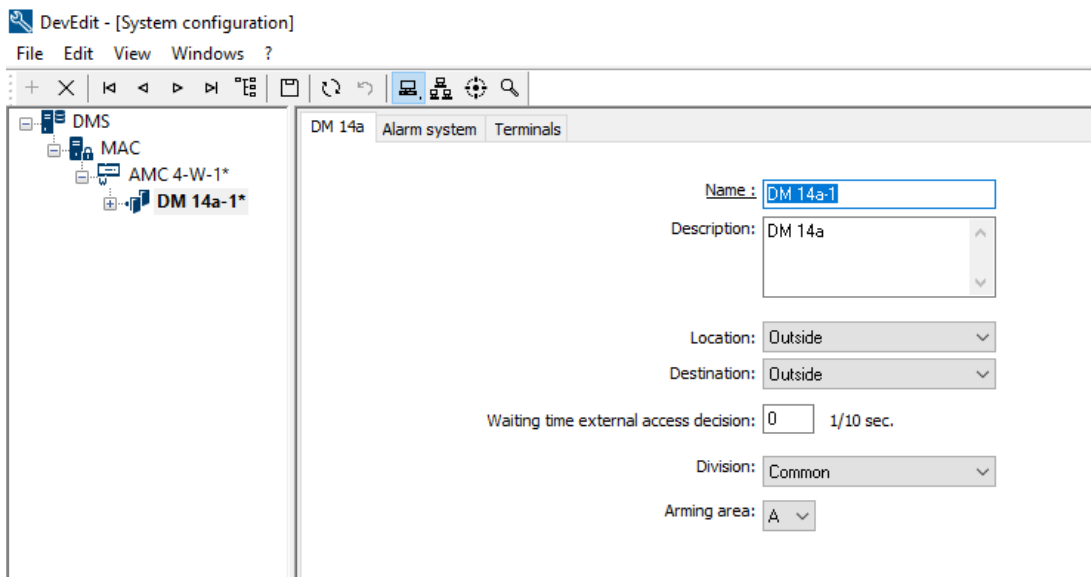 DevEdit - [System configuration]
File Edit View Windows ?
DMS
MAC
AMC 4-W-1*
DM 14a-1*
DM 14a Alarm system Terminals
Name : DM 14a-1
Description: DM 14a
Location: Outside
Destination: Outside
Waiting time external access decision: 0 1/10 sec.
Division: Common
Arming area: A